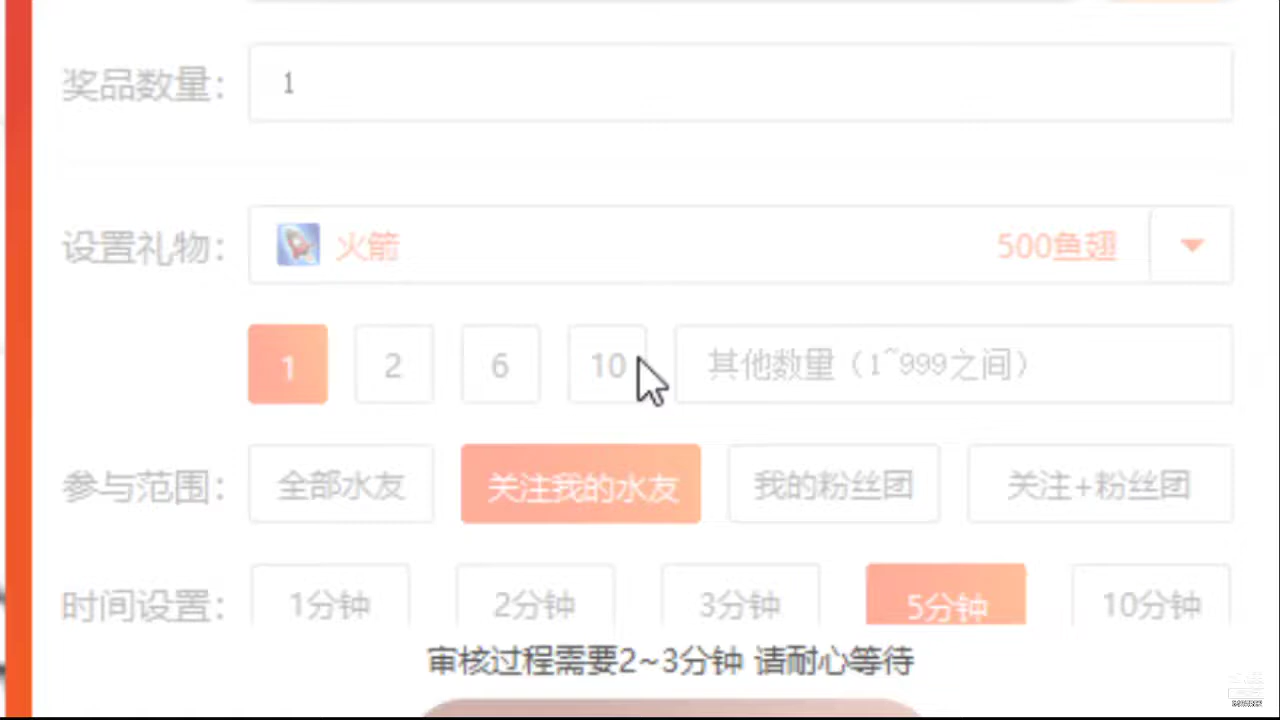 奖品数量： 1
设置礼物： 火箭 500鱼翅
1 2 6 10 其他数量（1~999之间）
参与范围： 全部水友 关注我的水友 我的粉丝团 关注+粉丝团
时间设置： 1分钟 2分钟 3分钟 5分钟 10分钟
审核过程需要2~3分钟 请耐心等待